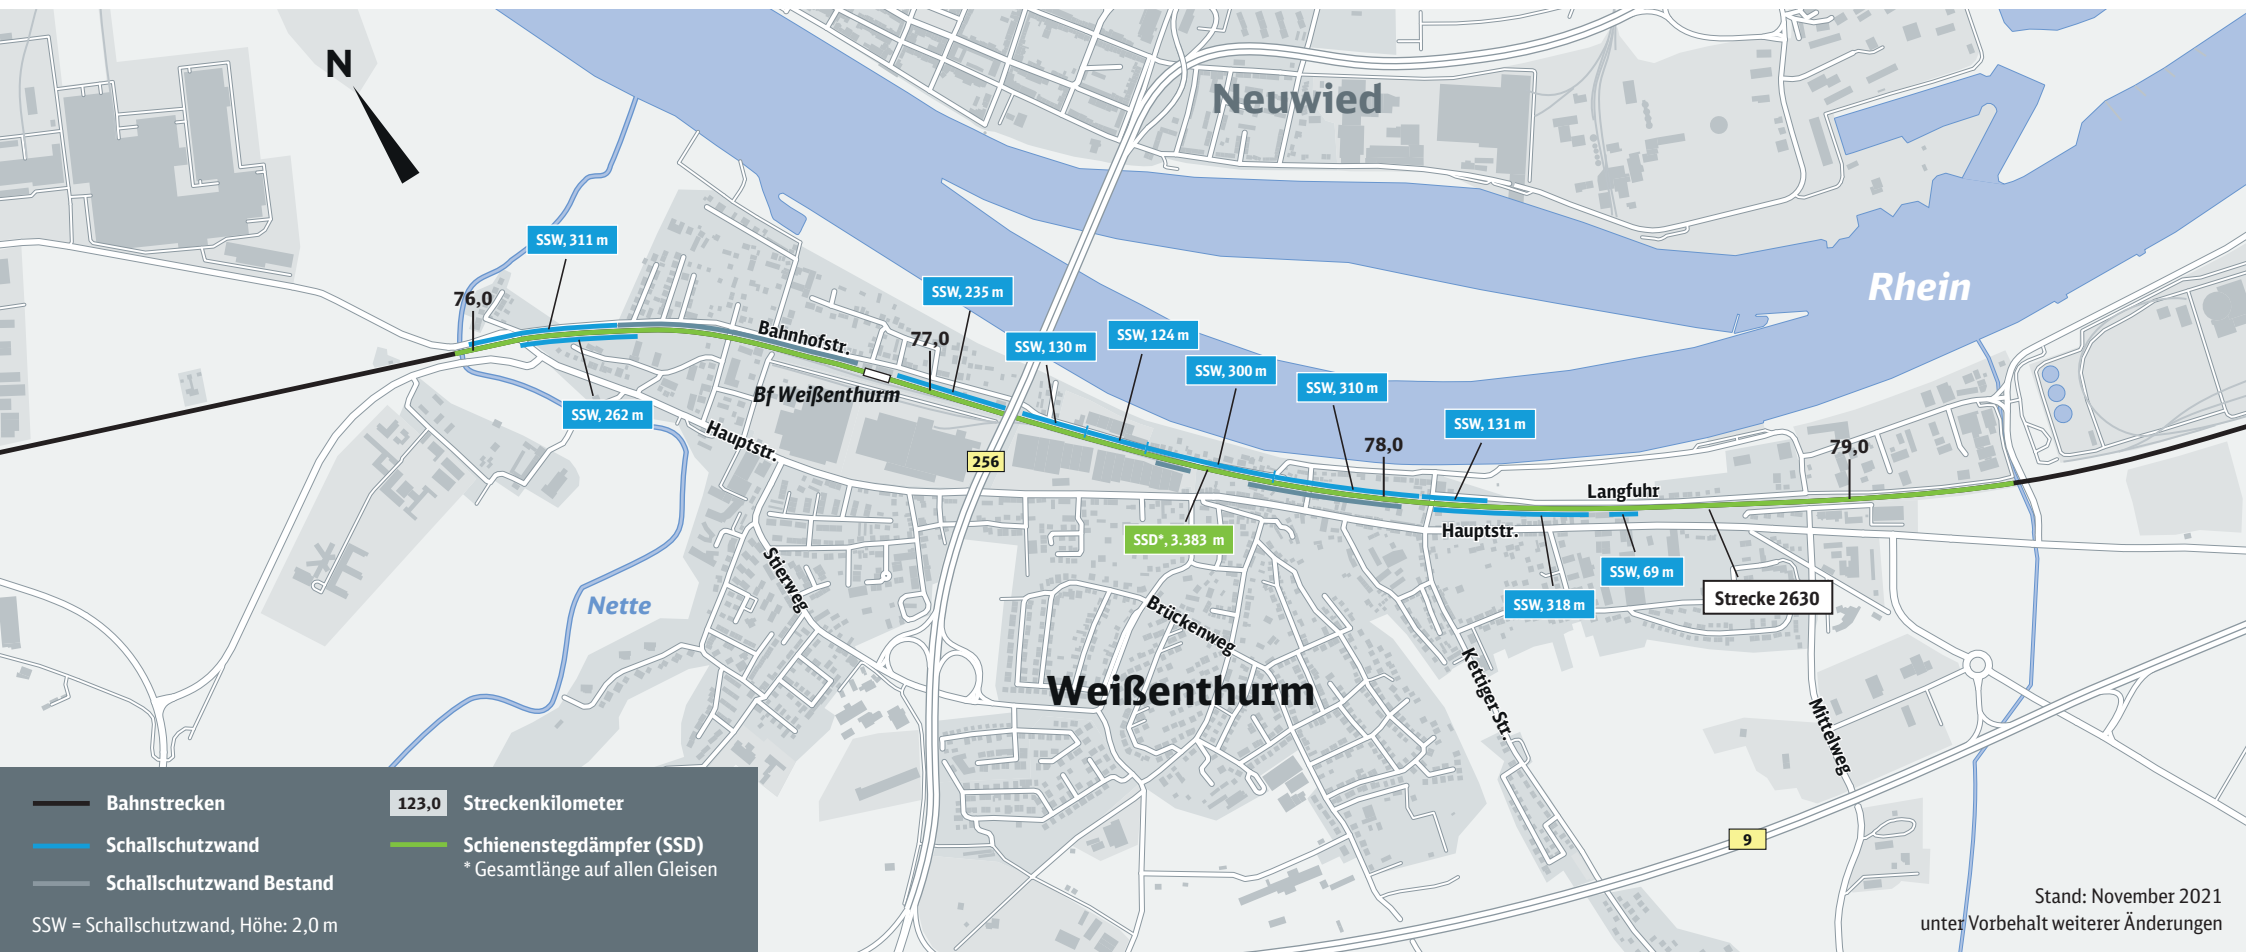 N
Neuwied
Rhein
SSW, 311 m
76,0
SSW, 235 m
77,0
SSW, 130 m
SSW, 124 m
SSW, 300 m
SSW, 310 m
SSW, 131 m
78,0
79,0
Bahnhofstr.
Bf Weißenthurm
SSW, 262 m
Hauptstr.
256
Langfuhr
Hauptstr.
SSD*, 3.383 m
SSW, 69 m
SSW, 318 m
Strecke 2630
Stierweg
Nette
Brückenweg
Weißenthurm
Kettiger Str.
Mittelweg
9
Bahnstrecken
Schallschutzwand
Schallschutzwand Bestand
SSW = Schallschutzwand, Höhe: 2,0 m
123,0 Streckenkilometer
Schienenstegdämpfer (SSD)
* Gesamtlänge auf allen Gleisen
Stand: November 2021
unter Vorbehalt weiterer Änderungen